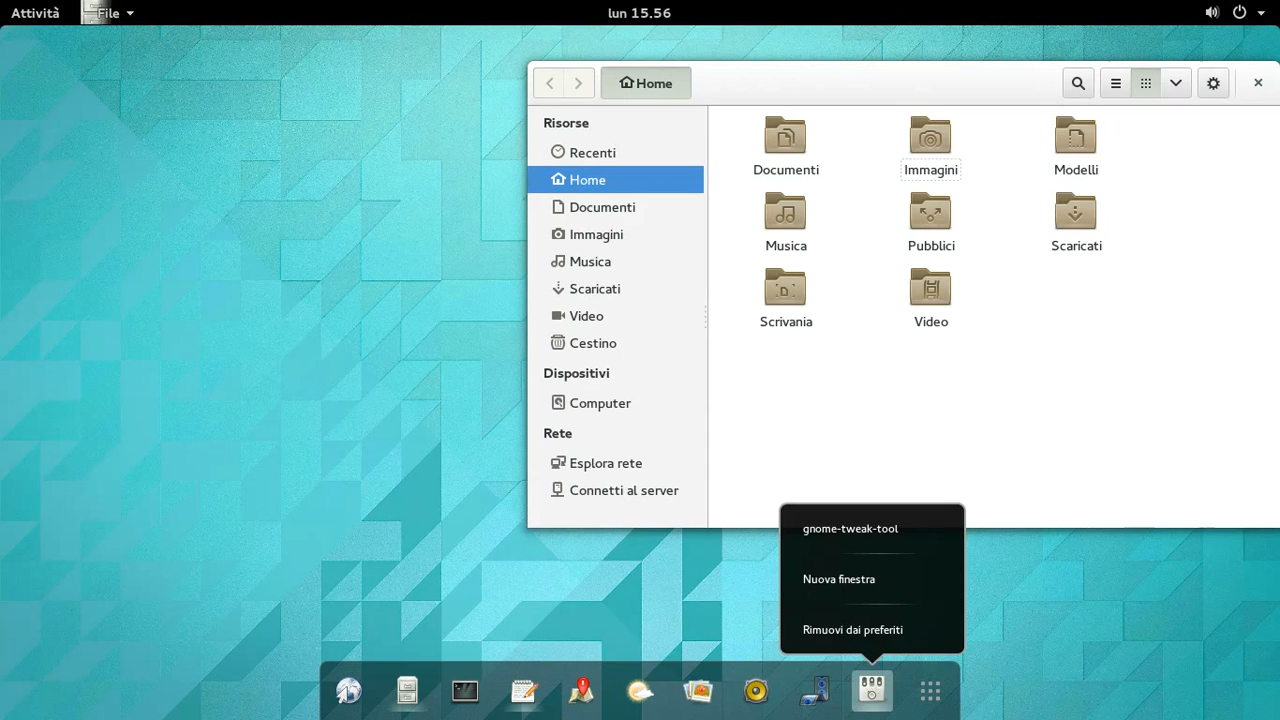 Attività File lun 15.56
Home
Risorse
Recenti
Home
Documenti
Immagini
Musica
Scaricati
Video
Cestino
Dispositivi
Computer
Rete
Esplora rete
Connetti al server
Documenti Immagini Modelli
Musica Pubblici Scaricati
Scrivania Video
gnome-tweak-tool
Nuova finestra
Rimuovi dai preferiti